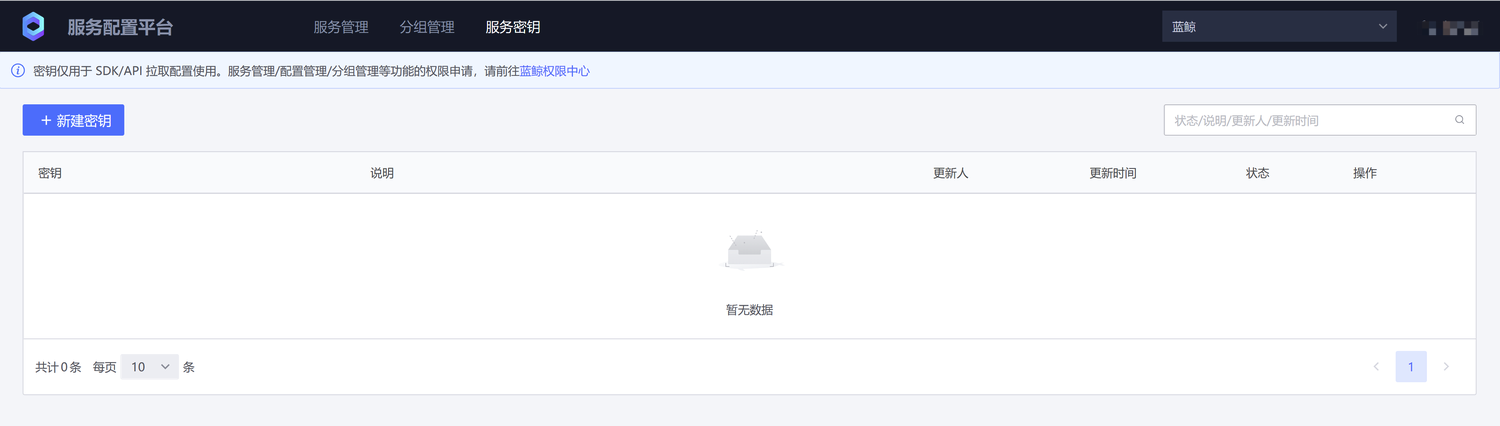 服务配置平台 服务管理 分组管理 服务密钥 蓝鲸
密钥仅用于 SDK/API 拉取配置使用。服务管理/配置管理/分组管理等功能的权限申请，请前往蓝鲸权限中心
+ 新建密钥 状态/说明/更新人/更新时间
密钥 说明 更新人 更新时间 状态 操作
暂无数据
共计0条 每页 10 条 1